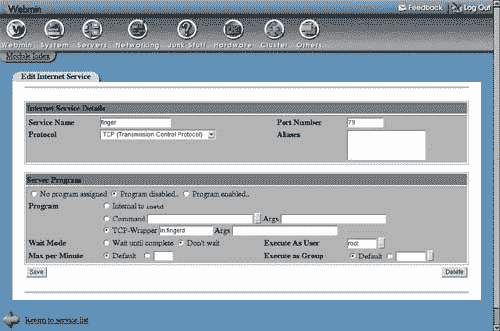 Webmin
Feedback
Log Out
Webmin System Servers Networking Junk Stuff Hardware Cluster Others
Module Index
Edit Internet Service
Internet Service Details
Service Name finger Port Number 79
Protocol TCP (Transmission Control Protocol) Aliases
Server Program
No program assigned Program disabled.. Program enabled..
Program Internal to inetd
Command Args
TCP-Wrapper in.fingerd Args
Wait Mode Wait until complete Don't wait Execute As User root
Max per Minute Default Execute as Group Default
Save Delete
Return to service list